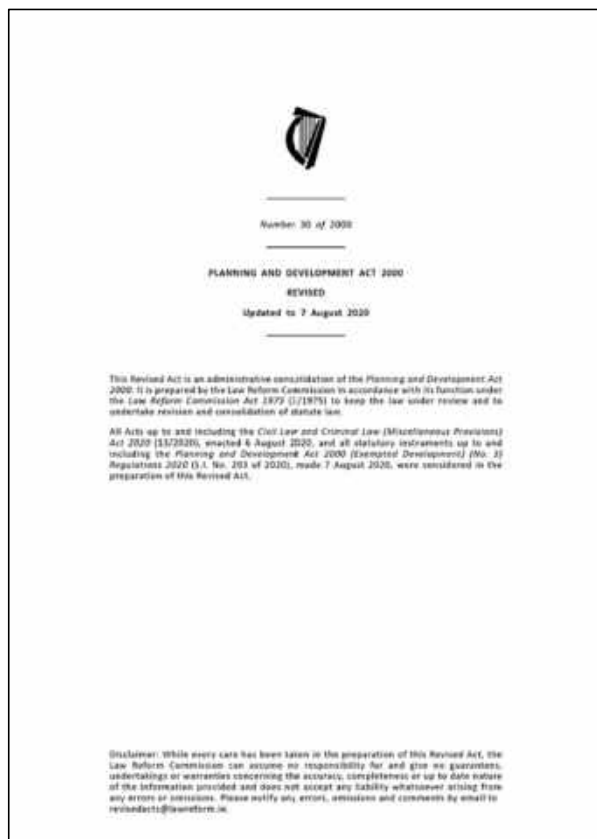 Number 30 of 2000
PLANNING AND DEVELOPMENT ACT 2000
REVISED
Updated to 7 August 2020
This Revised Act is an administrative consolidation of the Planning and Development Act
2000. It is prepared by the Law Reform Commission in accordance with its function under
the Law Reform Commission Act 1975 (3/1975) to keep the law under review and to
undertake revision and consolidation of statute law.
All Acts up to and including the Civil Law and Criminal Law (Miscellaneous Provisions)
Act 2020 (13/2020), enacted 6 August 2020, and all statutory instruments up to and
including the Planning and Development Act 2000 (Exempted Development) (No. 3)
Regulations 2020 (S.I. No. 293 of 2020), made 7 August 2020, were considered in the
preparation of this Revised Act.
Disclaimer: While every care has been taken in the preparation of this Revised Act, the
Law Reform Commission can assume no responsibility for and give no guarantees,
undertakings or warranties concerning the accuracy, completeness or up to date nature
of the information provided and does not accept any liability whatsoever arising from
any errors or omissions. Please notify any errors, omissions and comments by email to
revisedacts@lawreform.ie.